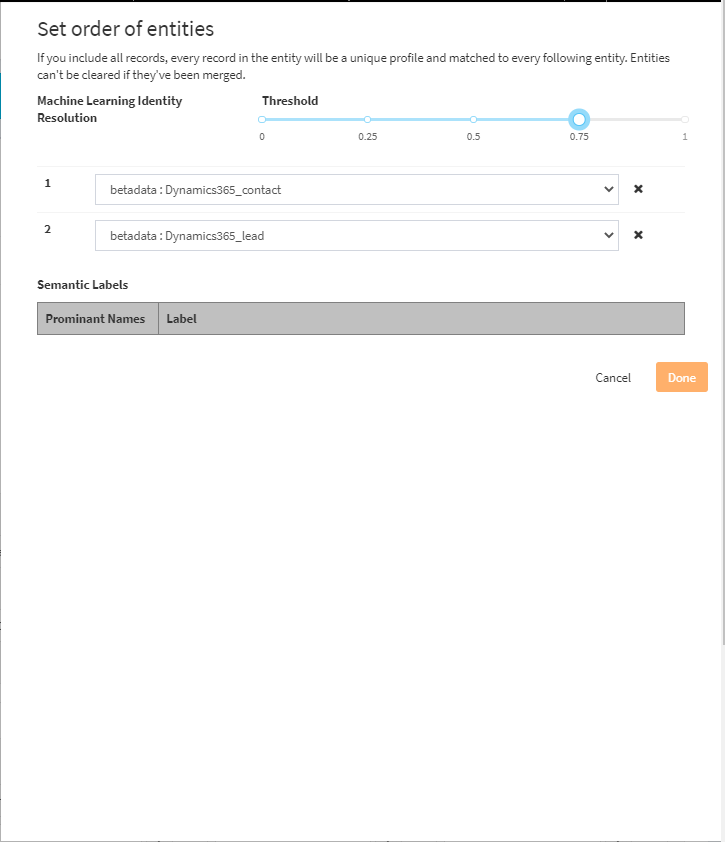 Set order of entities
If you include all records, every record in the entity will be a unique profile and matched to every following entity. Entities
can't be cleared if they've been merged.
Machine Learning Identity
Resolution
Threshold
0 0.25 0.5 0.75 1
1 betadata : Dynamics365_contact
2 betadata : Dynamics365_lead
Semantic Labels
Prominant Names Label
Cancel Done